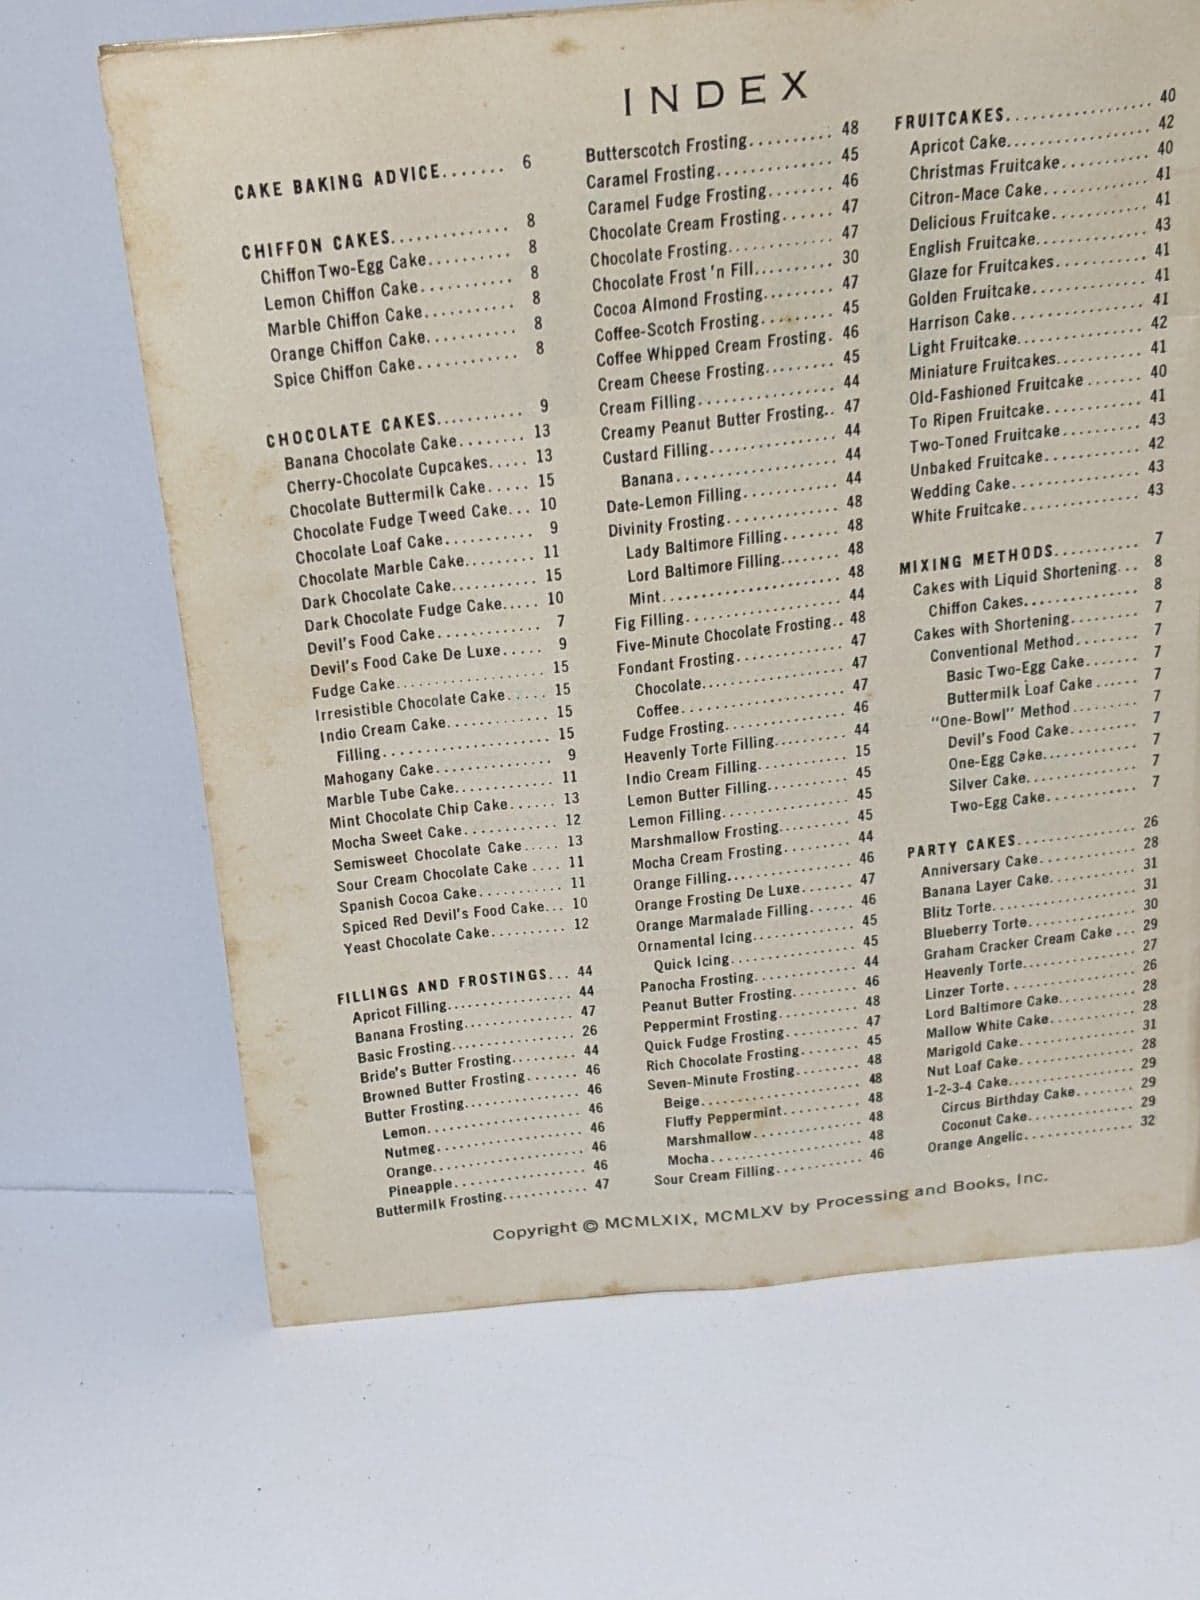 INDEX
CAKE BAKING ADVICE....... 6
CHIFFON CAKES.............. 8
Chiffon Two-Egg Cake.......... 8
Lemon Chiffon Cake........... 8
Marble Chiffon Cake........... 8
Orange Chiffon Cake........... 8
Spice Chiffon Cake............ 8
CHOCOLATE CAKES.......... 9
Banana Chocolate Cake........ 13
Cherry-Chocolate Cupcakes..... 13
Chocolate Buttermilk Cake..... 15
Chocolate Fudge Tweed Cake... 10
Chocolate Loaf Cake........... 9
Chocolate Marble Cake......... 11
Dark Chocolate Cake........... 15
Dark Chocolate Fudge Cake..... 10
Devil's Food Cake............. 7
Devil's Food Cake De Luxe..... 9
Fudge Cake.................... 15
Irresistible Chocolate Cake..... 15
Indio Cream Cake............. 15
Filling..................... 15
Mahogany Cake............... 9
Marble Tube Cake............. 11
Mint Chocolate Chip Cake...... 13
Mocha Sweet Cake............ 12
Semisweet Chocolate Cake..... 13
Sour Cream Chocolate Cake.... 11
Spanish Cocoa Cake........... 11
Spiced Red Devil's Food Cake... 10
Yeast Chocolate Cake.......... 12
FILLINGS AND FROSTINGS... 44
Apricot Filling................. 44
Banana Frosting............... 47
Basic Frosting................. 26
Bride's Butter Frosting......... 44
Browned Butter Frosting....... 46
Butter Frosting................ 46
Lemon...................... 46
Nutmeg..................... 46
Orange...................... 46
Pineapple................... 46
Buttermilk Frosting............ 47
Butterscotch Frosting.......... 48
Caramel Frosting.............. 45
Caramel Fudge Frosting........ 46
Chocolate Cream Frosting...... 47
Chocolate Frosting............. 47
Chocolate Frost 'n Fill.......... 30
Cocoa Almond Frosting......... 47
Coffee-Scotch Frosting......... 45
Coffee Whipped Cream Frosting. 46
Cream Cheese Frosting......... 45
Cream Filling................. 44
Creamy Peanut Butter Frosting.. 47
Custard Filling................ 44
Banana..................... 44
Date-Lemon Filling............ 44
Divinity Frosting.............. 48
Lady Baltimore Filling....... 48
Lord Baltimore Filling........ 48
Mint........................ 48
Fig Filling.................... 44
Five-Minute Chocolate Frosting.. 48
Fondant Frosting.............. 47
Chocolate................... 47
Coffee...................... 47
Fudge Frosting................ 46
Heavenly Torte Filling.......... 44
Indio Cream Filling............ 15
Lemon Butter Filling........... 45
Lemon Filling................. 45
Marshmallow Frosting.......... 45
Mocha Cream Frosting......... 44
Orange Filling................. 46
Orange Frosting De Luxe....... 47
Orange Marmalade Filling...... 46
Ornamental Icing.............. 45
Quick Icing................. 45
Panocha Frosting.............. 44
Peanut Butter Frosting......... 46
Peppermint Frosting........... 48
Quick Fudge Frosting.......... 47
Rich Chocolate Frosting........ 45
Seven-Minute Frosting......... 48
Beige....................... 48
Fluffy Peppermint........... 48
Marshmallow................ 48
Mocha...................... 48
Sour Cream Filling............ 46
FRUITCAKES.................. 40
Apricot Cake.................. 42
Christmas Fruitcake........... 40
Citron-Mace Cake............. 41
Delicious Fruitcake............ 41
English Fruitcake.............. 43
Glaze for Fruitcakes........... 41
Golden Fruitcake.............. 41
Harrison Cake................ 41
Light Fruitcake................ 42
Miniature Fruitcakes........... 41
Old-Fashioned Fruitcake ....... 40
To Ripen Fruitcake............ 41
Two-Toned Fruitcake.......... 43
Unbaked Fruitcake............ 42
Wedding Cake................ 43
White Fruitcake............... 43
MIXING METHODS........... 7
Cakes with Liquid Shortening... 8
Chiffon Cakes............... 8
Cakes with Shortening......... 7
Conventional Method........ 7
Basic Two-Egg Cake....... 7
Buttermilk Loaf Cake...... 7
"One-Bowl" Method......... 7
Devil's Food Cake......... 7
One-Egg Cake............ 7
Silver Cake.............. 7
Two-Egg Cake............ 7
PARTY CAKES............... 26
Anniversary Cake............. 28
Banana Layer Cake............ 31
Blitz Torte................... 31
Blueberry Torte............... 30
Graham Cracker Cream Cake... 29
Heavenly Torte................ 27
Linzer Torte.................. 26
Lord Baltimore Cake........... 28
Mallow White Cake............ 28
Marigold Cake................ 31
Nut Loaf Cake................ 28
1-2-3-4 Cake.................. 29
Circus Birthday Cake........ 29
Coconut Cake............... 29
Orange Angelic............... 32
Copyright © MCMLXIX, MCMLXV by Processing and Books, Inc.